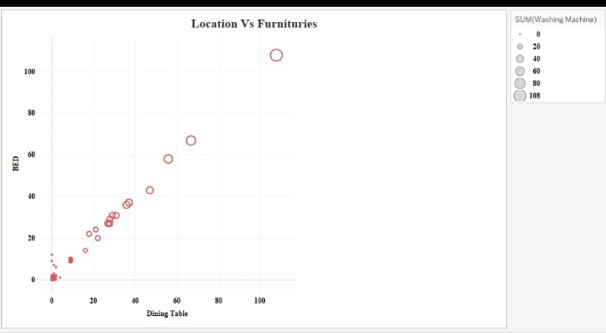 Location Vs Furnituries
SUM(Washing Machine)
0
20
40
60
80
108
100
80
60
40
20
0
BED
0 20 40 60 80 100
Dining Table